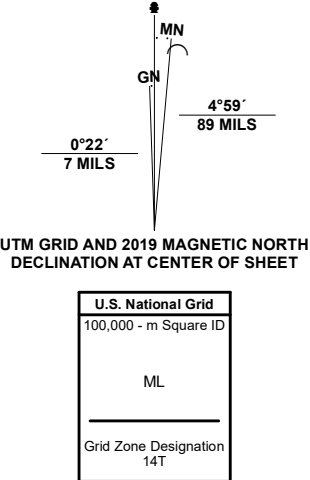 MN
GN
4°59´
89 MILS
0°22´
7 MILS
UTM GRID AND 2019 MAGNETIC NORTH
DECLINATION AT CENTER OF SHEET
U.S. National Grid
100,000 - m Square ID
ML
Grid Zone Designation
14T